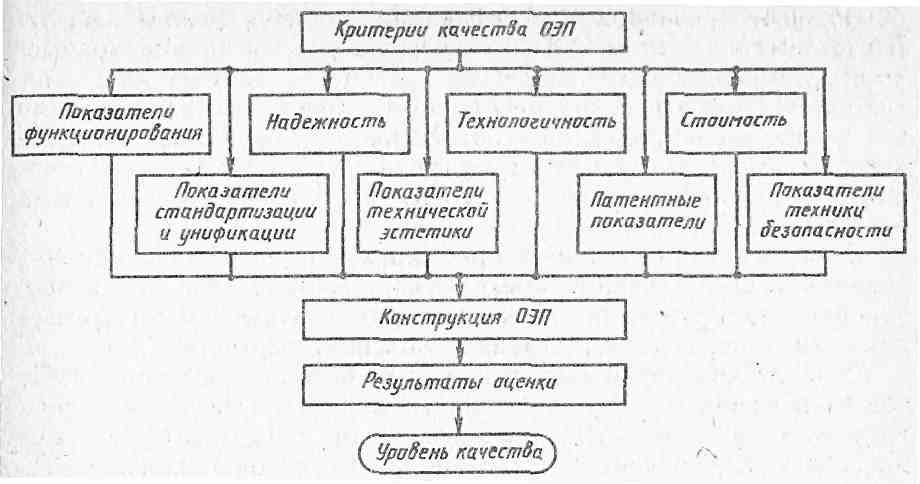 Критерии качества ОЭП
Показатели
функционирования
Надежность
Технологичность
Стоимость
Показатели
стандартизации
и унификации
Показатели
технической
эстетики
Патентные
показатели
Показатели
техники
безопасности
Конструкция ОЭП
Результаты оценки
Уровень качества